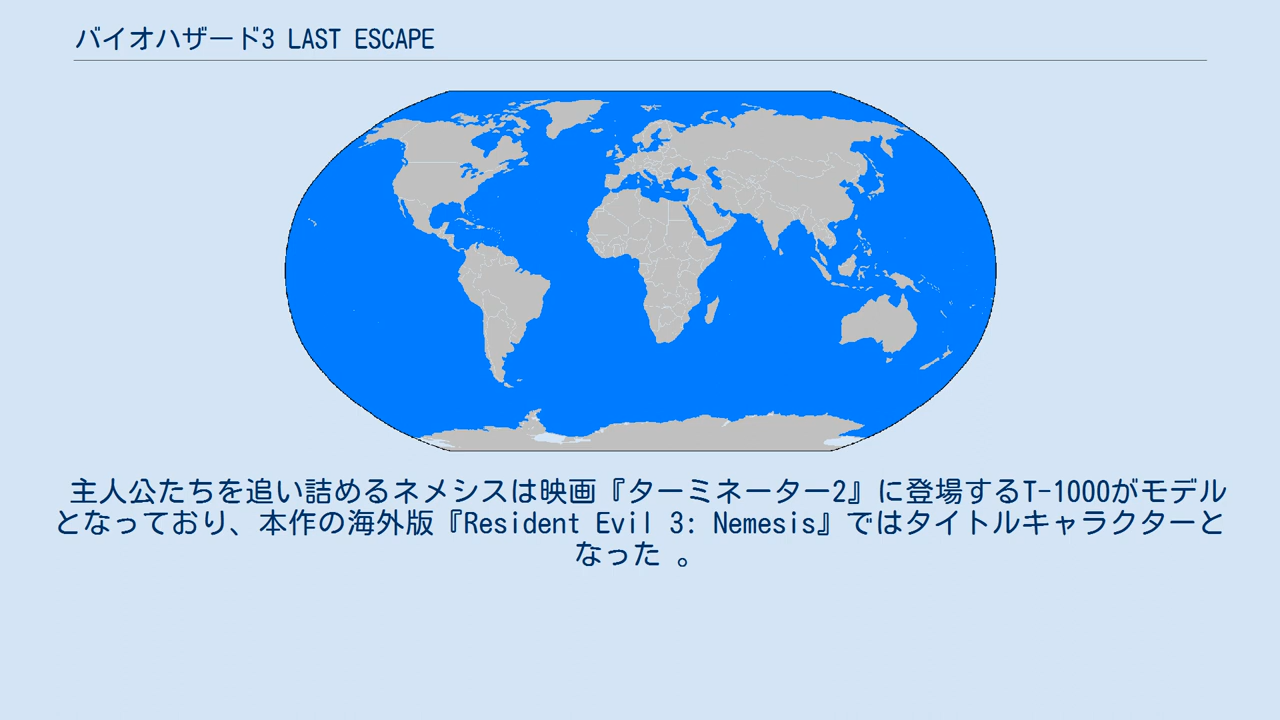 バイオハザード3 LAST ESCAPE
主人公たちを追い詰めるネメシスは映画『ターミネーター2』に登場するT-1000がモデル
となっており、本作の海外版『Resident Evil 3: Nemesis』ではタイトルキャラクターと
なった 。